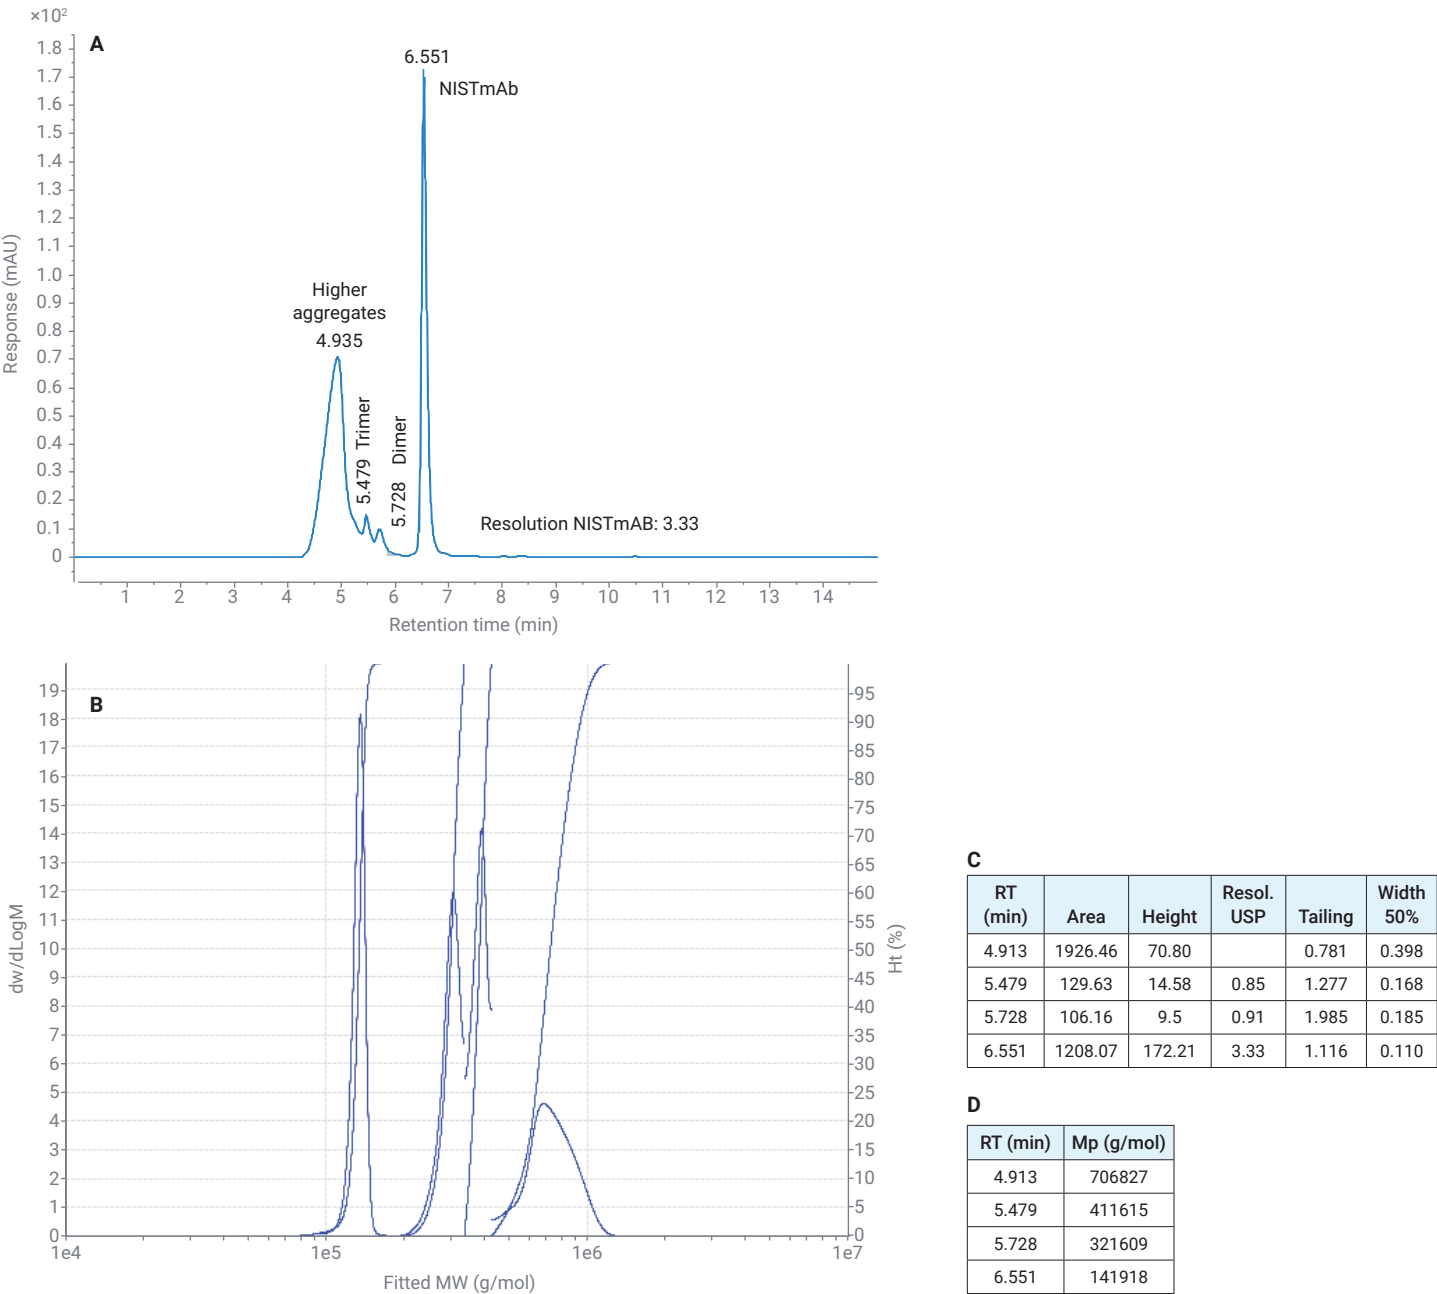 ×10²
A
1.8
1.7
1.6
1.5
1.4
1.3
1.2
1.1
1.0
0.9
0.8
0.7
0.6
0.5
0.4
0.3
0.2
0.1
0
Response (mAU)
6.551
NISTmAb
Higher
aggregates
4.935
5.479 Trimer
5.728 Dimer
Resolution NISTmAB: 3.33
1 2 3 4 5 6 7 8 9 10 11 12 13 14
Retention time (min)
B
19
18
17
16
15
14
13
12
11
10
9
8
7
6
5
4
3
2
1
0
dw/dLogM
95
90
85
80
75
70
65
60
55
50
45
40
35
30
25
20
15
10
5
0
Ht (%)
1e4 1e5 1e6 1e7
Fitted MW (g/mol)
C
RT (min) Area Height Resol. USP Tailing Width 50%
4.913 1926.46 70.80 0.781 0.398
5.479 129.63 14.58 0.85 1.277 0.168
5.728 106.16 9.5 0.91 1.985 0.185
6.551 1208.07 172.21 3.33 1.116 0.110
D
RT (min) Mp (g/mol)
4.913 706827
5.479 411615
5.728 321609
6.551 141918